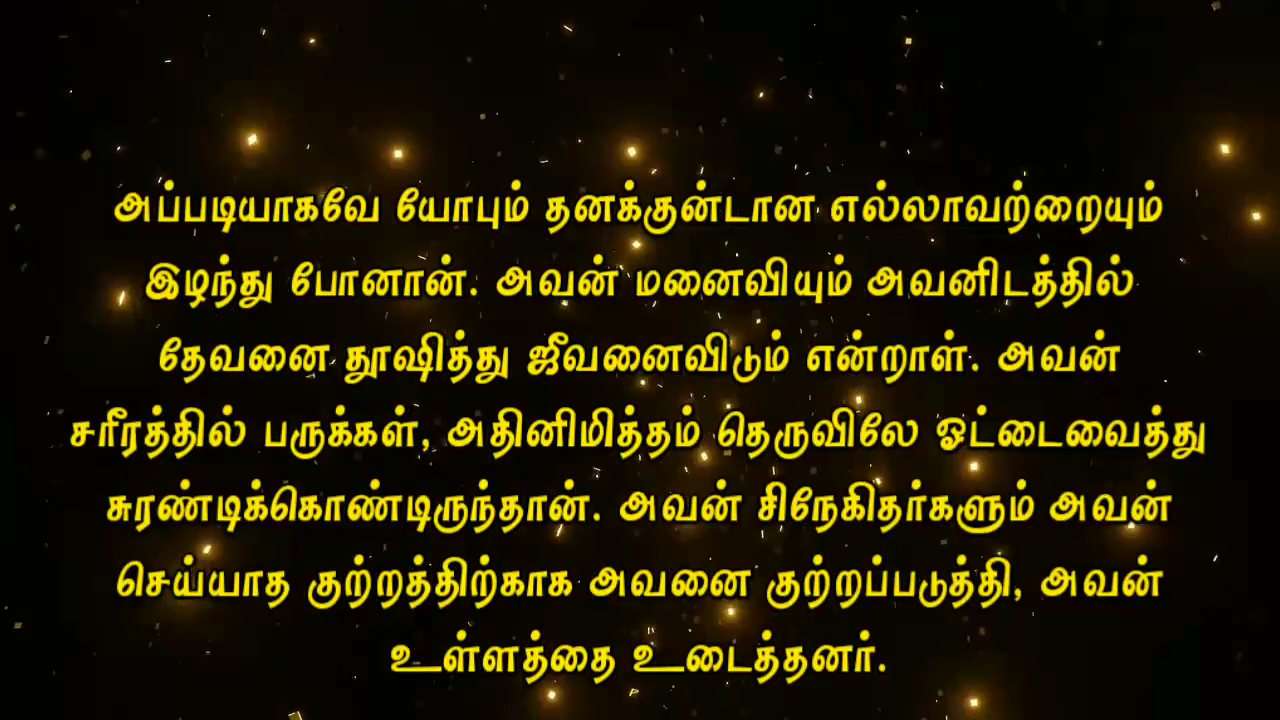 அப்படியாகவே யோபும் தனக்குன்டான எல்லாவற்றையும்
இழந்து போனான். அவன் மனைவியும் அவனிடத்தில்
தேவனை தூஷித்து ஜீவனைவிடும் என்றாள். அவன்
சரீரத்தில் பருக்கள், அதினிமித்தம் தெருவிலே ஓட்டைவைத்து
சுரண்டிக்கொண்டிருந்தான். அவன் சிநேகிதர்களும் அவன்
செய்யாத குற்றத்திற்காக அவனை குற்றப்படுத்தி, அவன்
உள்ளத்தை உடைத்தனர்.